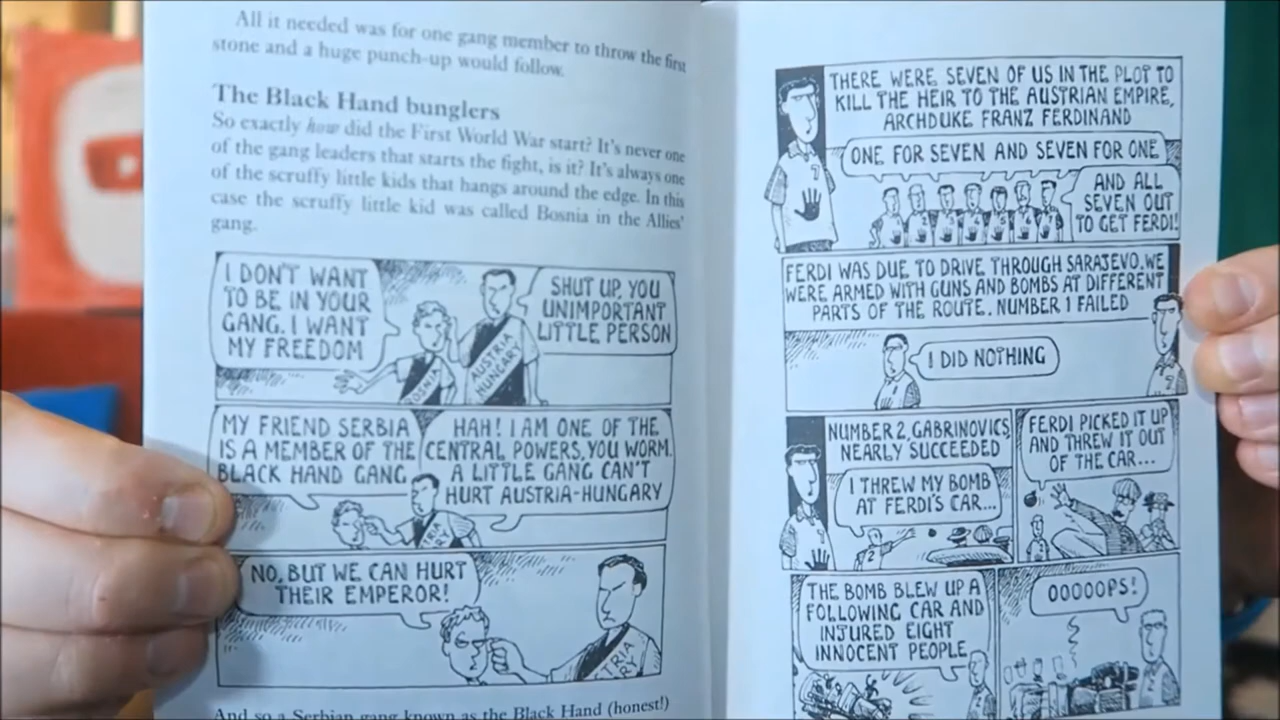 All it needed was for one gang member to throw the first
stone and a huge punch-up would follow.
The Black Hand bunglers
So exactly how did the First World War start? It's never one
of the gang leaders that starts the fight, is it? It's always one
of the scruffy little kids that hangs around the edge. In this
case the scruffy little kid was called Bosnia in the Allies'
gang.
I DON'T WANT
TO BE IN YOUR
GANG. I WANT
MY FREEDOM
SHUT UP, YOU
UNIMPORTANT
LITTLE PERSON
BOSNIA
AUSTRIA
HUNGARY
MY FRIEND SERBIA
IS A MEMBER OF THE
BLACK HAND GANG
HAH! I AM ONE OF THE
CENTRAL POWERS, YOU WORM.
A LITTLE GANG CAN'T
HURT AUSTRIA-HUNGARY
TRIA
RY
NO, BUT WE CAN HURT
THEIR EMPEROR!
TRIA
RY
And so a Serbian gang known as the Black Hand (honest!)
THERE WERE SEVEN OF US IN THE PLOT TO
KILL THE HEIR TO THE AUSTRIAN EMPIRE,
ARCHDUKE FRANZ FERDINAND
ONE FOR SEVEN AND SEVEN FOR ONE
AND ALL
SEVEN OUT
TO GET FERDI!
7
FERDI WAS DUE TO DRIVE THROUGH SARAJEVO. WE
WERE ARMED WITH GUNS AND BOMBS AT DIFFERENT
PARTS OF THE ROUTE. NUMBER 1 FAILED
I DID NOTHING
7
NUMBER 2, GABRINOVICS,
NEARLY SUCCEEDED
I THREW MY BOMB
AT FERDI'S CAR...
2
FERDI PICKED IT UP
AND THREW IT OUT
OF THE CAR...
THE BOMB BLEW UP A
FOLLOWING CAR AND
INJURED EIGHT
INNOCENT PEOPLE
OOOOOPS!